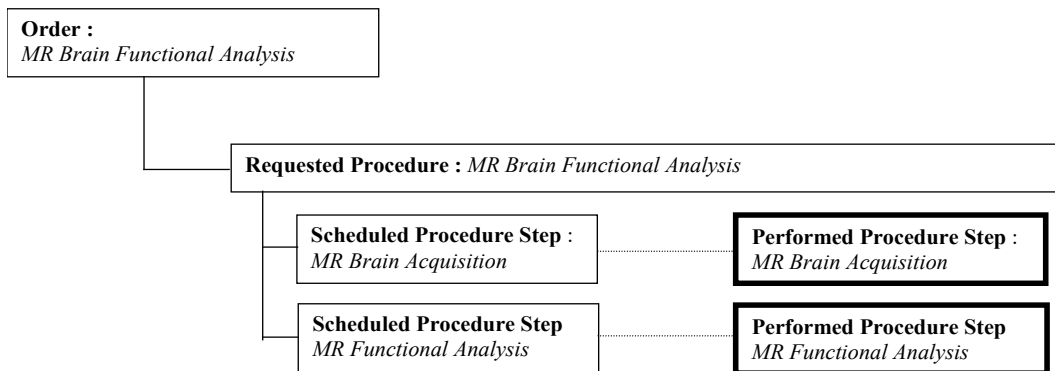 Order :
MR Brain Functional Analysis
Requested Procedure : MR Brain Functional Analysis
Scheduled Procedure Step :
MR Brain Acquisition
Performed Procedure Step :
MR Brain Acquisition
Scheduled Procedure Step
MR Functional Analysis
Performed Procedure Step
MR Functional Analysis